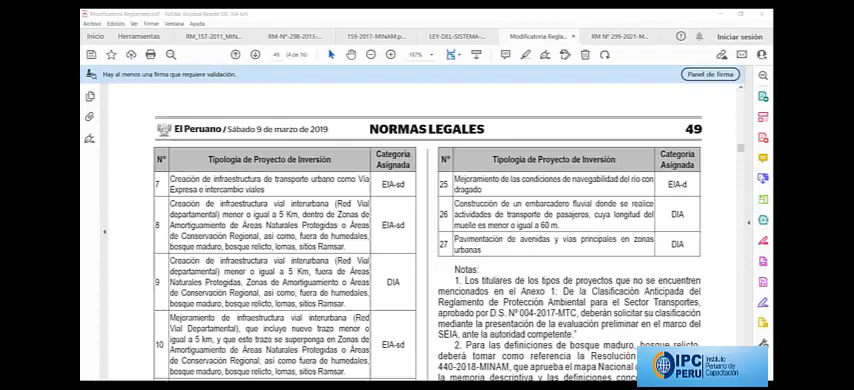 ModificatoriaReglamento.pdf - Adobe Acrobat Reader DC (64-bit)
Archivo Edición Ver Firmar Ventana Ayuda
Inicio Herramientas RM_157-2011_MIN... RM-Nº-298-2013-... 159-2017-MINAM.p... LEY-DEL-SISTEMA-... Modificatoria Regla... × RM Nº 299-2021-M... Iniciar sesión
49 (4 de 16) 187%
Hay al menos una firma que requiere validación. Panel de firma
El Peruano / Sábado 9 de marzo de 2019 NORMAS LEGALES 49
Nº Tipología de Proyecto de Inversión Categoría Asignada
7 Creación de infraestructura de transporte urbano como Vía
Expresa e intercambio viales EIA-sd
8 Creación de infraestructura vial interurbana (Red Vial
departamental) menor o igual a 5 Km, dentro de Zonas de
Amortiguamiento de Áreas Naturales Protegidas o Áreas
de Conservación Regional, así como, fuera de humedales,
bosque maduro, bosque relicto, lomas, sitios Ramsar. EIA-sd
9 Creación de infraestructura vial interurbana (Red Vial
departamental) menor o igual a 5 Km, fuera de Áreas
Naturales Protegidas, Zonas de Amortiguamiento o Áreas
de Conservación Regional, así como, fuera de humedales,
bosque maduro, bosque relicto, lomas, sitios Ramsar. DIA
10 Mejoramiento de infraestructura vial interurbana (Red
Vial Departamental), que incluye nuevo trazo menor o
igual a 5 km, y que este trazo se superponga en Zonas de
Amortiguamiento de Áreas Naturales Protegidas o Áreas
de Conservación Regional, así como fuera de humedales,
bosque maduro, bosque relicto, lomas, sitios Ramsar. EIA-sd
Nº Tipología de Proyecto de Inversión Categoría Asignada
25 Mejoramiento de las condiciones de navegabilidad del río con
dragado EIA-d
26 Construcción de un embarcadero fluvial donde se realice
actividades de transporte de pasajeros, cuya longitud del
muelle es menor o igual a 60 m. DIA
27 Pavimentación de avenidas y vías principales en zonas
urbanas DIA
Notas:
1. Los titulares de los tipos de proyectos que no se encuentren
mencionados en el Anexo 1: De la Clasificación Anticipada del
Reglamento de Protección Ambiental para el Sector Transportes,
aprobado por D.S. Nº 004-2017-MTC, deberán solicitar su clasificación
mediante la presentación de la evaluación preliminar en el marco del
SEIA, ante la autoridad competente."
2. Para las definiciones de bosque maduro, bosque relicto,
deberá tomar como referencia la Resolución
440-2018-MINAM, que aprueba el mapa Nacional
la memoria descriptiva y las definiciones
IPC PERU Instituto Peruano de Capacitación